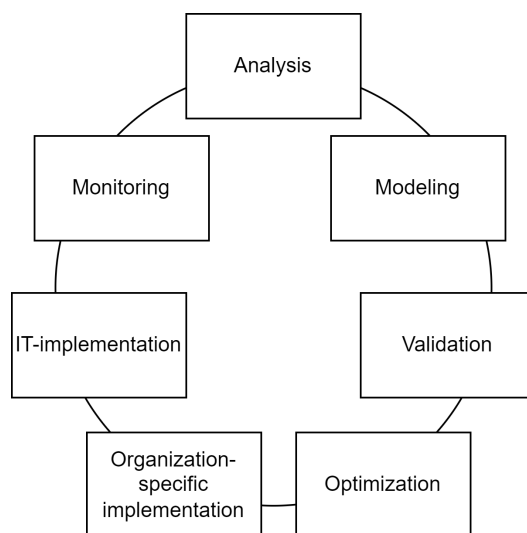 Analysis
Monitoring
Modeling
IT-implementation
Validation
Organization-
specific
implementation
Optimization